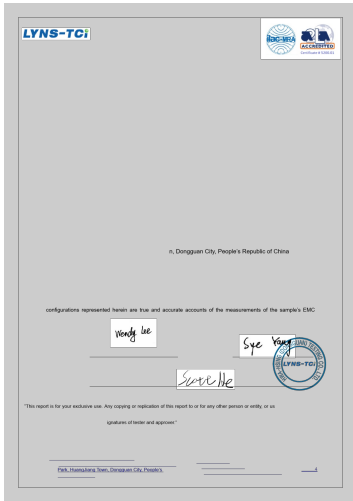 LYNS-TCi
ilac-MRA
ACCREDITED
n, Dongguan City, People's Republic of China
configurations represented herein are true and accurate accounts of the measurements of the sample's EMC
Wendy Lee
LYNS-TCi
"This report is for your exclusive use. Any copying or replication of this report to or for any other person or entity, or us
ignatures of tester and approver."
Park, Huangjiang Town, Dongguan City, People's